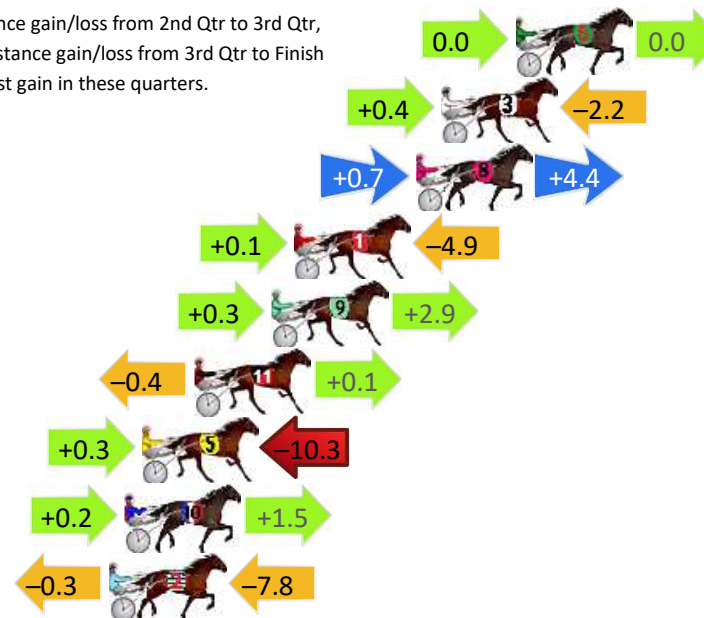 nce gain/loss from 2nd Qtr to 3rd Qtr,
stance gain/loss from 3rd Qtr to Finish
st gain in these quarters.
0.0 6 0.0
+0.4 3 –2.2
+0.7 8 +4.4
+0.1 1 –4.9
+0.3 9 +2.9
–0.4 11 +0.1
+0.3 5 –10.3
+0.2 10 +1.5
–0.3 2 –7.8